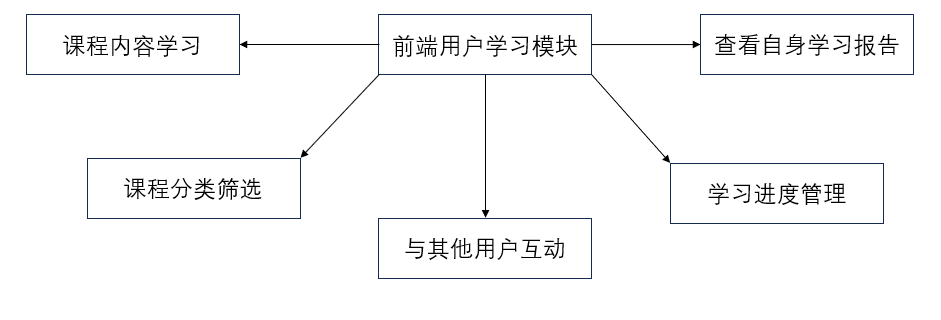 课程内容学习
前端用户学习模块
查看自身学习报告
课程分类筛选
学习进度管理
与其他用户互动